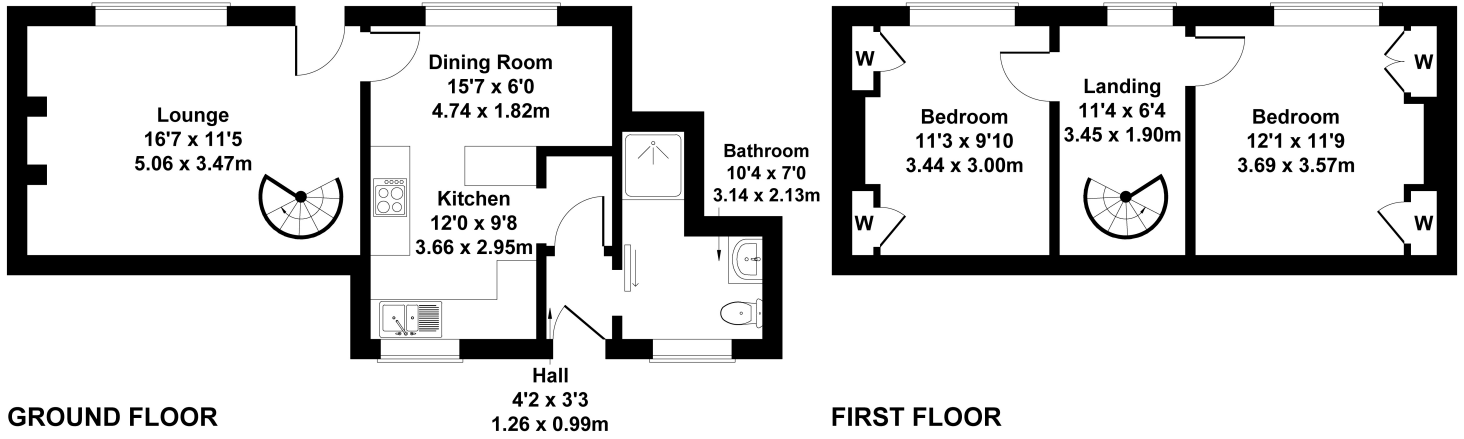 Lounge
16'7 x 11'5
5.06 x 3.47m
Dining Room
15'7 x 6'0
4.74 x 1.82m
Kitchen
12'0 x 9'8
3.66 x 2.95m
Bathroom
10'4 x 7'0
3.14 x 2.13m
Hall
4'2 x 3'3
1.26 x 0.99m
GROUND FLOOR
W
W
Bedroom
11'3 x 9'10
3.44 x 3.00m
Landing
11'4 x 6'4
3.45 x 1.90m
Bedroom
12'1 x 11'9
3.69 x 3.57m
W
W
FIRST FLOOR